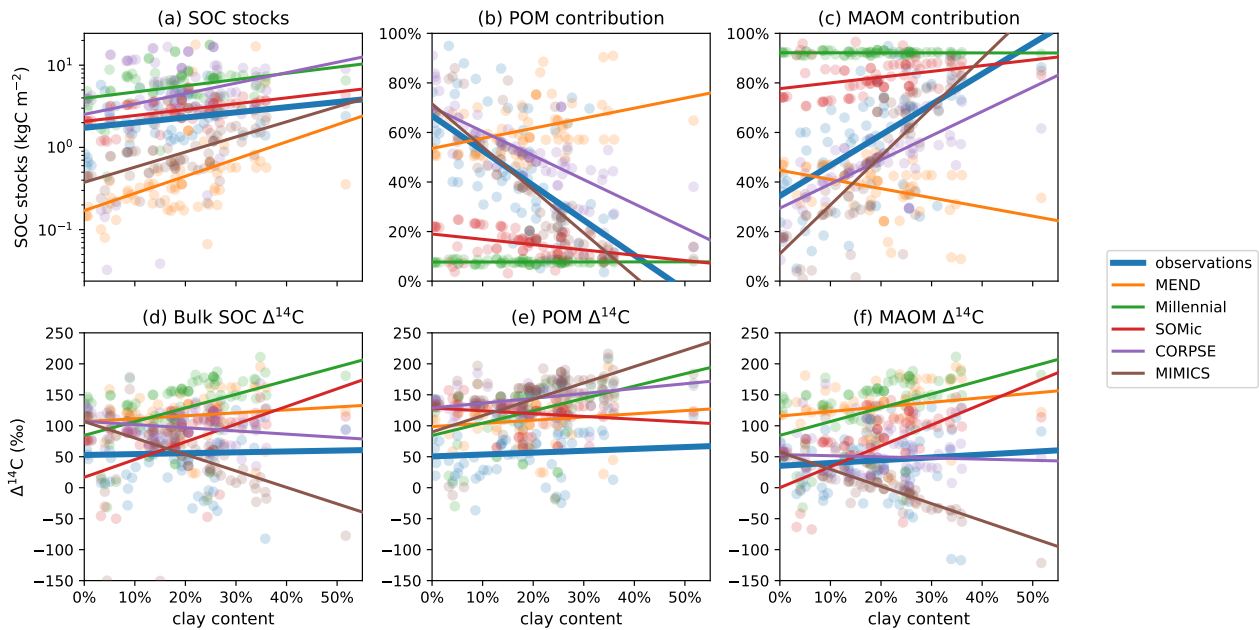 (a) SOC stocks
(b) POM contribution
(c) MAOM contribution
SOC stocks (kgC m⁻²)
10¹
10⁰
10⁻¹
100%
80%
60%
40%
20%
0%
100%
80%
60%
40%
20%
0%
observations
MEND
Millennial
SOMic
CORPSE
MIMICS
(d) Bulk SOC Δ¹⁴C
(e) POM Δ¹⁴C
(f) MAOM Δ¹⁴C
Δ¹⁴C (‰)
250
200
150
100
50
0
−50
−100
−150
0% 10% 20% 30% 40% 50%
clay content
250
200
150
100
50
0
−50
−100
−150
0% 10% 20% 30% 40% 50%
clay content
250
200
150
100
50
0
−50
−100
−150
0% 10% 20% 30% 40% 50%
clay content